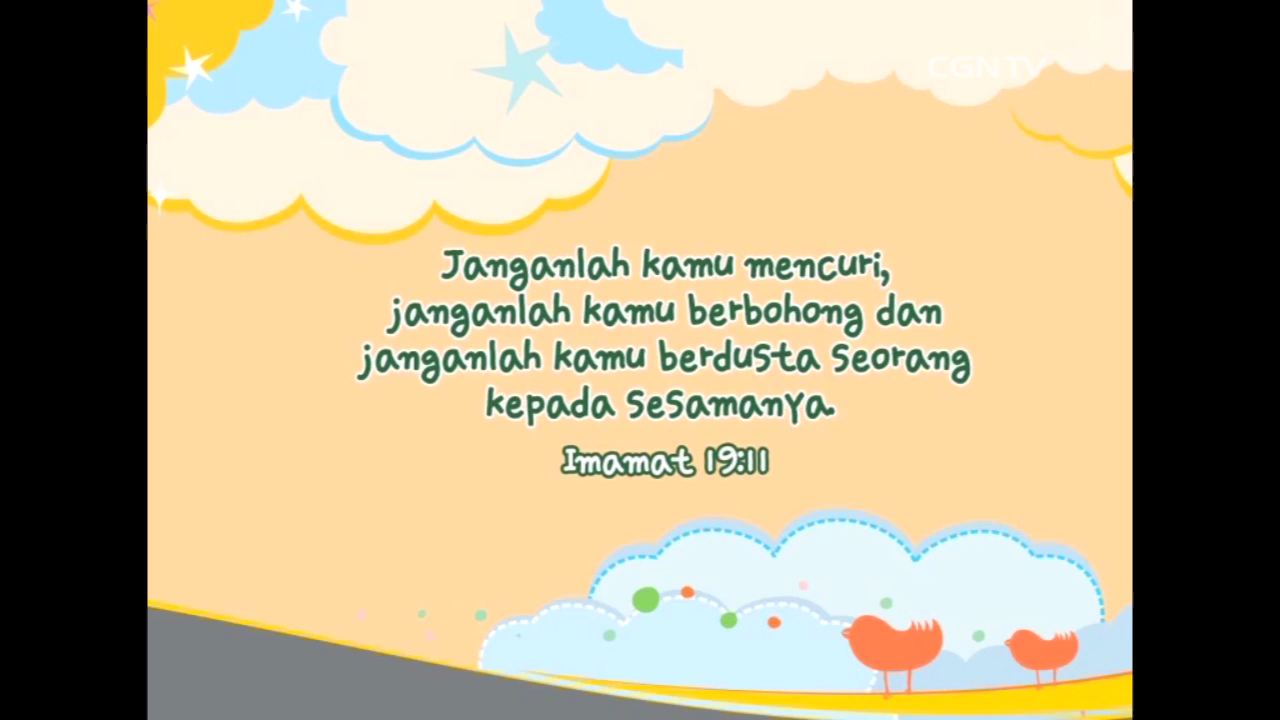 CGNTV
Janganlah kamu mencuri,
janganlah kamu berbohong dan
janganlah kamu berdusta seorang
kepada sesamanya.
Imamat 19:11